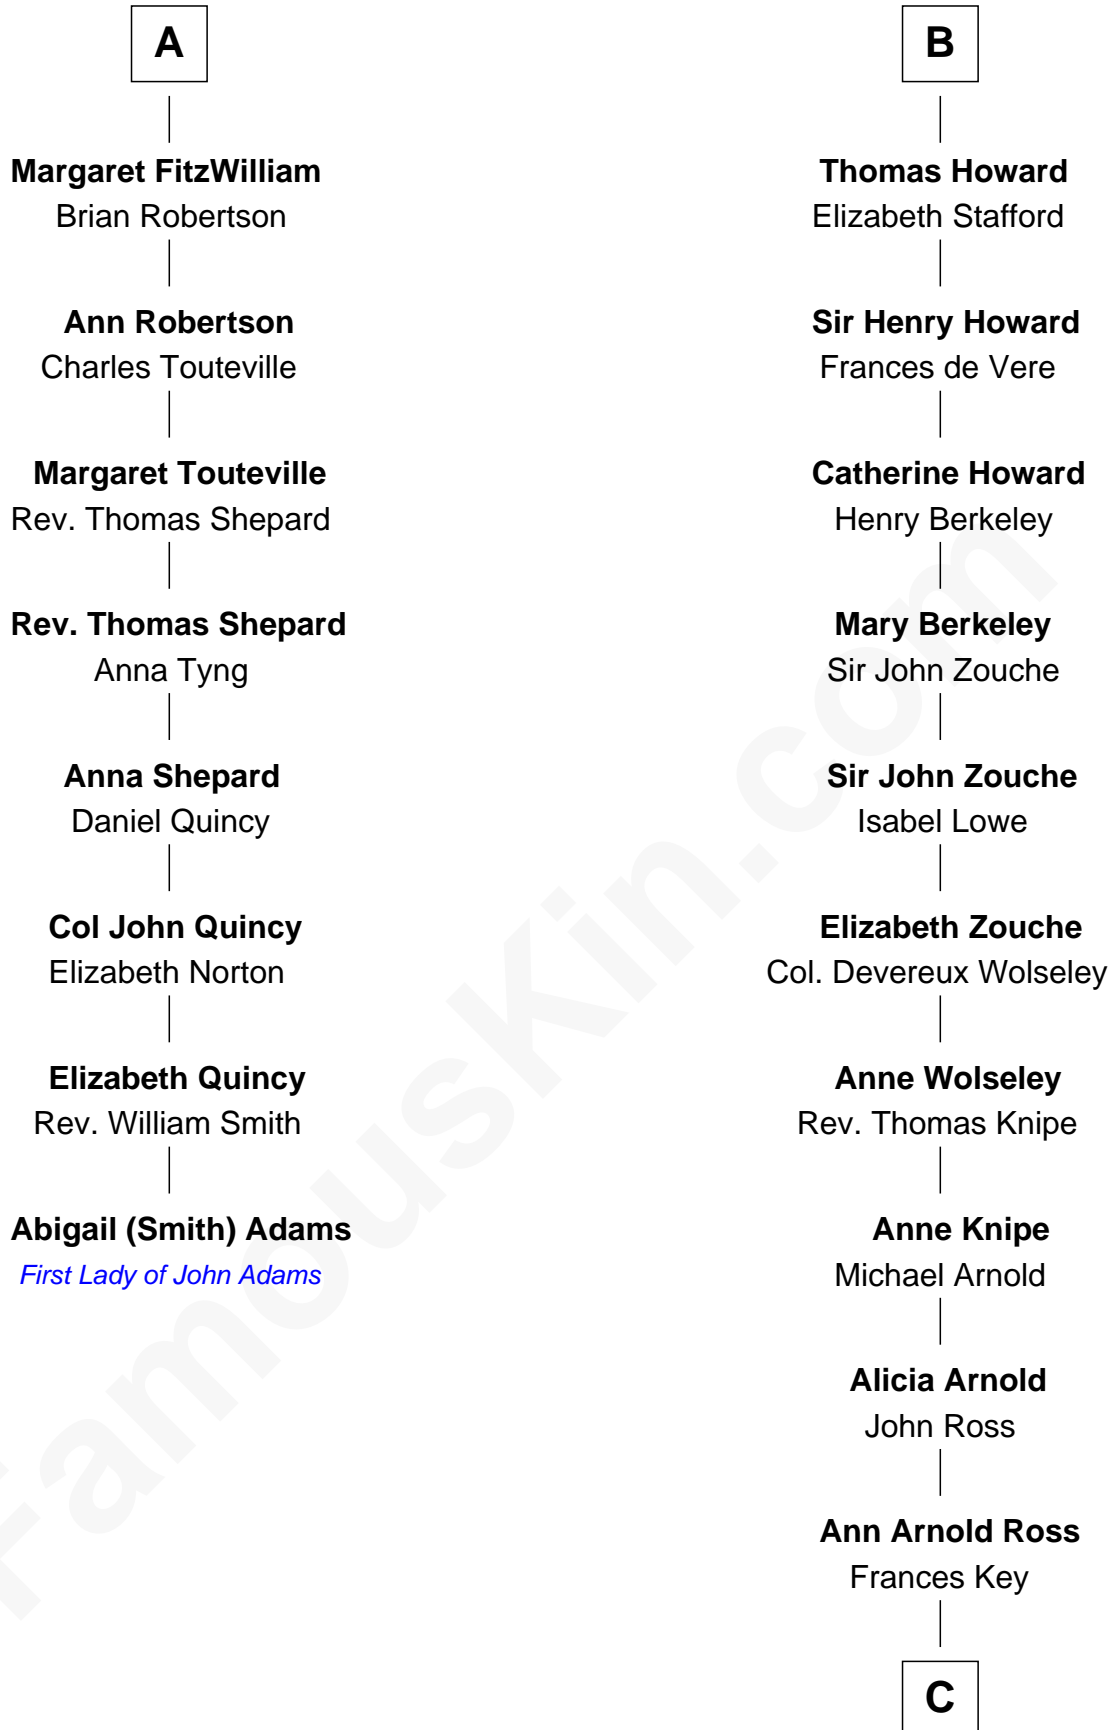 A
Margaret FitzWilliam
Brian Robertson
Ann Robertson
Charles Touteville
Margaret Touteville
Rev. Thomas Shepard
Rev. Thomas Shepard
Anna Tyng
Anna Shepard
Daniel Quincy
Col John Quincy
Elizabeth Norton
Elizabeth Quincy
Rev. William Smith
Abigail (Smith) Adams
First Lady of John Adams
B
Thomas Howard
Elizabeth Stafford
Sir Henry Howard
Frances de Vere
Catherine Howard
Henry Berkeley
Mary Berkeley
Sir John Zouche
Sir John Zouche
Isabel Lowe
Elizabeth Zouche
Col. Devereux Wolseley
Anne Wolseley
Rev. Thomas Knipe
Anne Knipe
Michael Arnold
Alicia Arnold
John Ross
Ann Arnold Ross
Frances Key
C
FamousKin.com